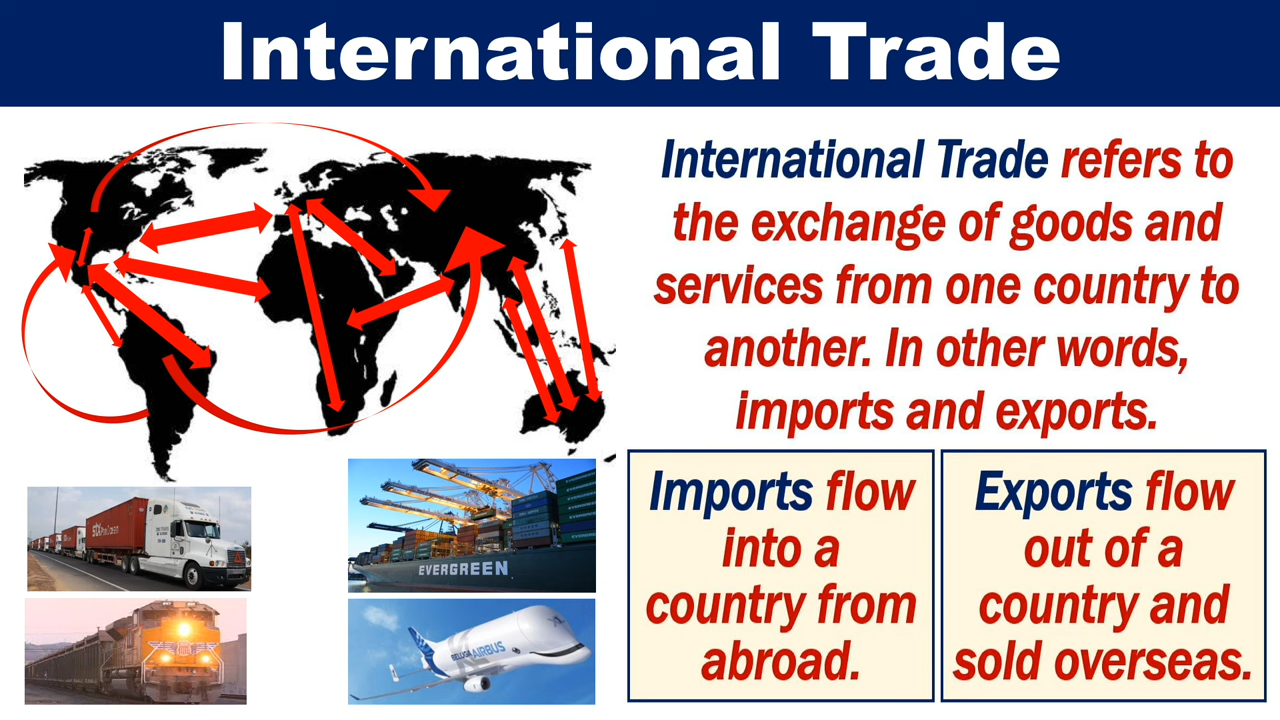 International Trade
International Trade refers to
the exchange of goods and
services from one country to
another. In other words,
imports and exports.
Imports flow
into a
country from
abroad.
Exports flow
out of a
country and
sold overseas.
EVERGREEN
BELUGA AIRBUS